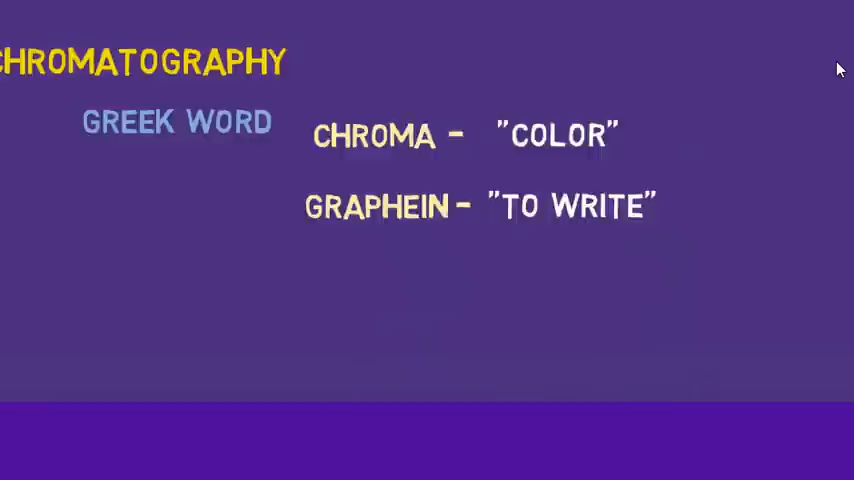 CHROMATOGRAPHY
GREEK WORD
CHROMA - "COLOR"
GRAPHEIN - "TO WRITE"